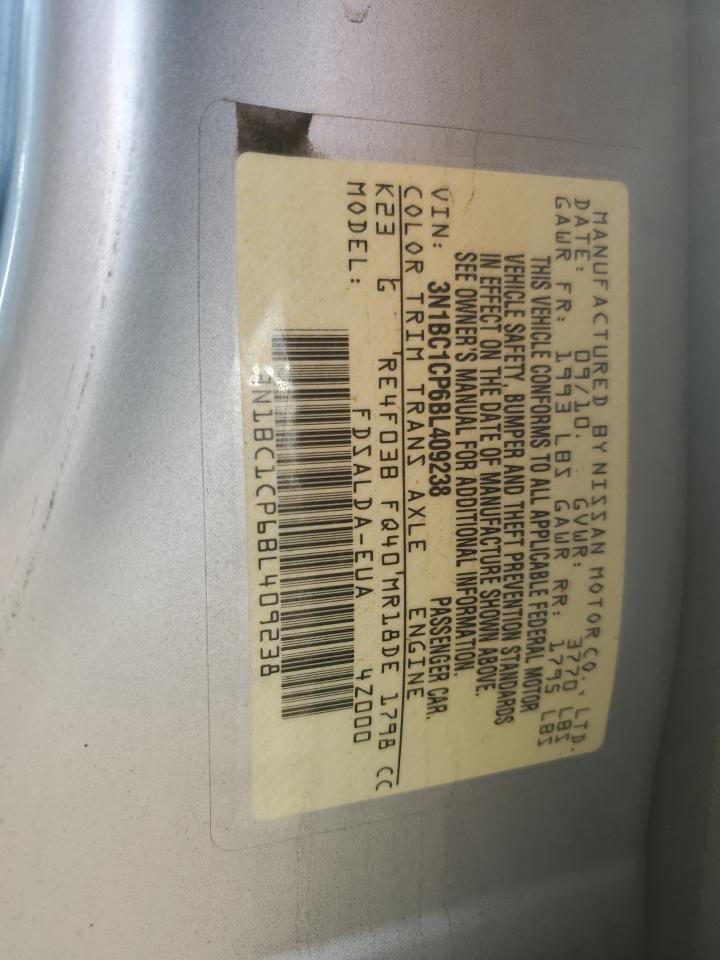 MANUFACTURED BY NISSAN MOTOR CO., LTD.
DATE: 09/10. GVWR: 3770 LBS
GAWR FR: 1993 LBS GAWR RR: 1795 LBS
THIS VEHICLE CONFORMS TO ALL APPLICABLE FEDERAL MOTOR
VEHICLE SAFETY, BUMPER AND THEFT PREVENTION STANDARDS
IN EFFECT ON THE DATE OF MANUFACTURE SHOWN ABOVE.
SEE OWNER'S MANUAL FOR ADDITIONAL INFORMATION.
VIN: 3N1BC1CP6BL409238 PASSENGER CAR.
COLOR TRIM TRANS AXLE ENGINE
K23 G RE4F03B FQ40 MR18DE 1798 CC
MODEL: FDSALDA-EUA 4Z000
3N1BC1CP6BL409238